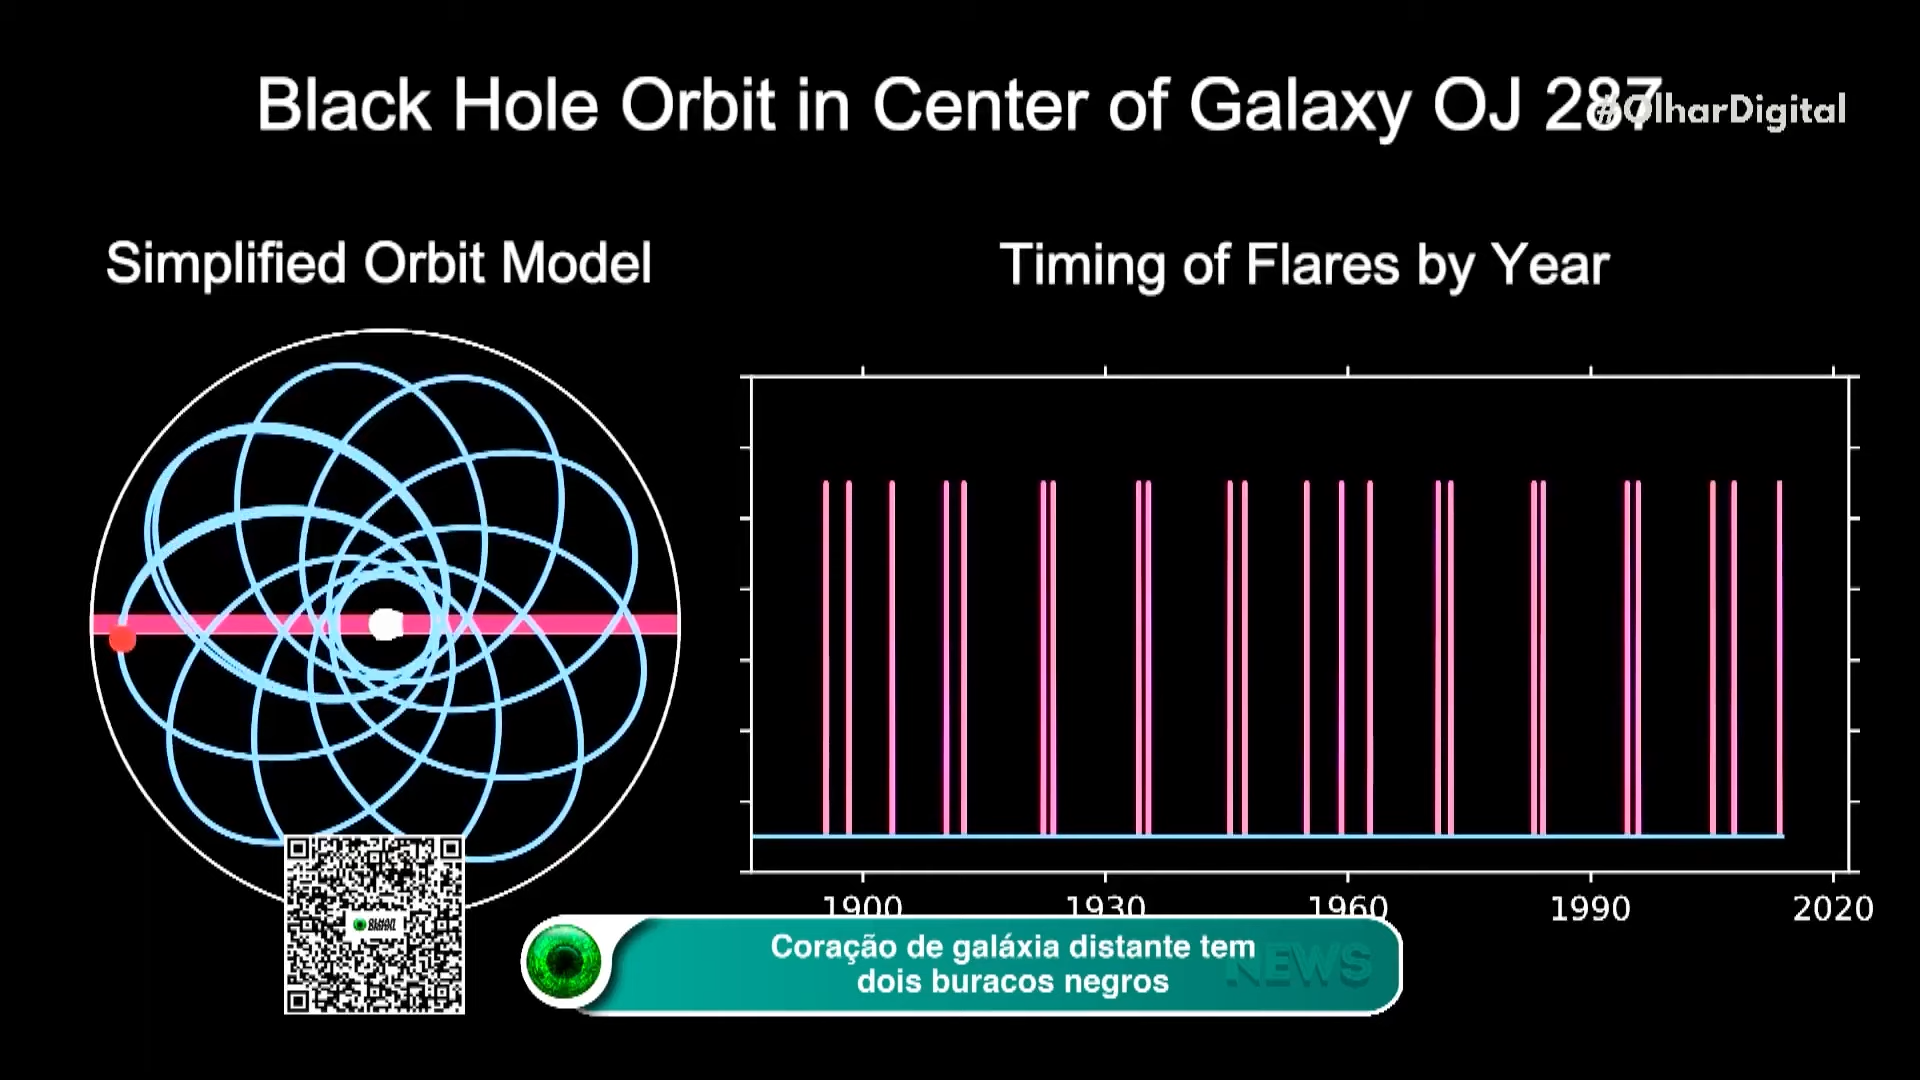 Black Hole Orbit in Center of Galaxy OJ 287
#OlharDigital
Simplified Orbit Model
Timing of Flares by Year
1900 1930 1960 1990 2020
Coração de galáxia distante tem
dois buracos negros
NEWS